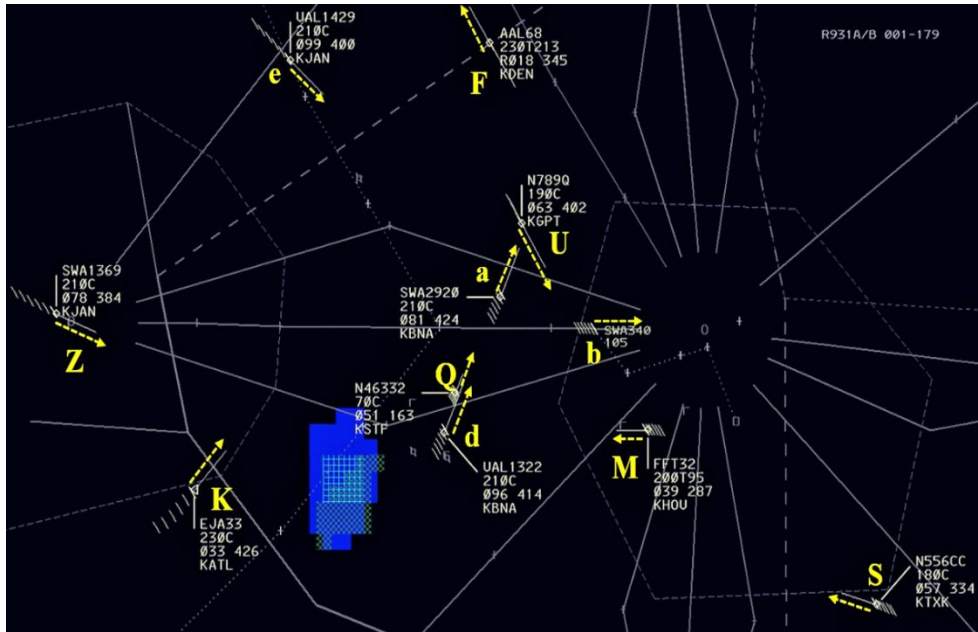 UAL1429
210C
099 400
KJAN
e
AAL68
230T213
R018 345
KDEN
F
R931A/B 001-179
N789Q
190C
063 402
KGPT
U
a
SWA1369
210C
078 384
KJAN
Z
SWA2920
210C
081 424
KBNA
SWA340
105
b
N46332
70C
051 163
KSTF
Q
d
UAL1322
210C
096 414
KBNA
M
FFT32
200T95
039 287
KHOU
K
EJA33
230C
033 426
KATL
S
N556CC
180C
057 334
KTXK